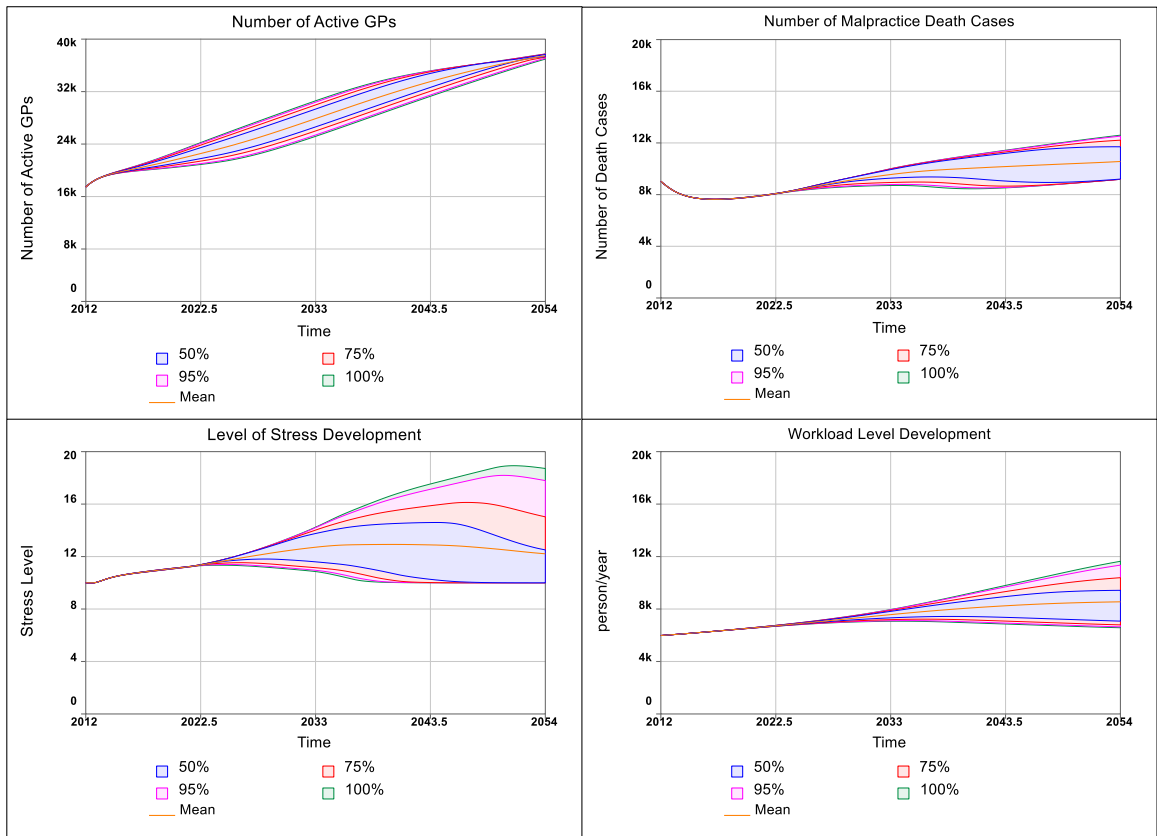 Number of Active GPs
40k
32k
24k
16k
8k
0
Number of Active GPs
2012 2022.5 2033 2043.5 2054
Time
50% 75%
95% 100%
Mean
Number of Malpractice Death Cases
20k
16k
12k
8k
4k
0
Number of Death Cases
2012 2022.5 2033 2043.5 2054
Time
50% 75%
95% 100%
Mean
Level of Stress Development
20
16
12
8
4
0
Stress Level
2012 2022.5 2033 2043.5 2054
Time
50% 75%
95% 100%
Mean
Workload Level Development
20k
16k
12k
8k
4k
0
person/year
2012 2022.5 2033 2043.5 2054
Time
50% 75%
95% 100%
Mean